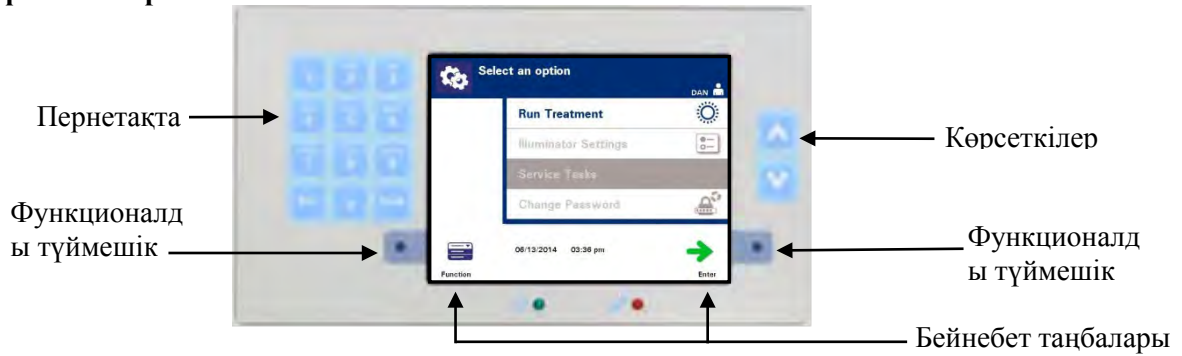 Select an option
DAN
Run Treatment
Пернетақта
Көрсеткілер
Illuminator Settings
Service Tasks
Change Password
Функционалд
ы түймешік
Функционалд
ы түймешік
06/13/2014 03:36 pm
Function
Enter
Бейнебет таңбалары